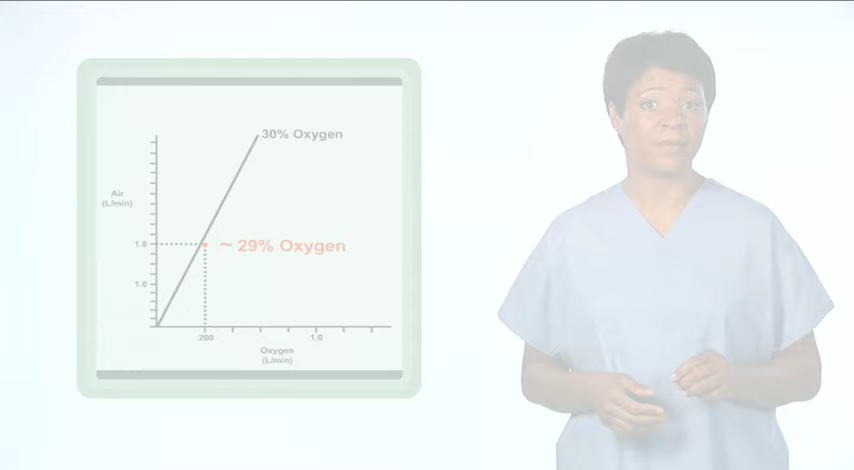 30% Oxygen
Air
(L/min)
1.8
~ 29% Oxygen
1.0
.200
1.0
Oxygen
(L/min)